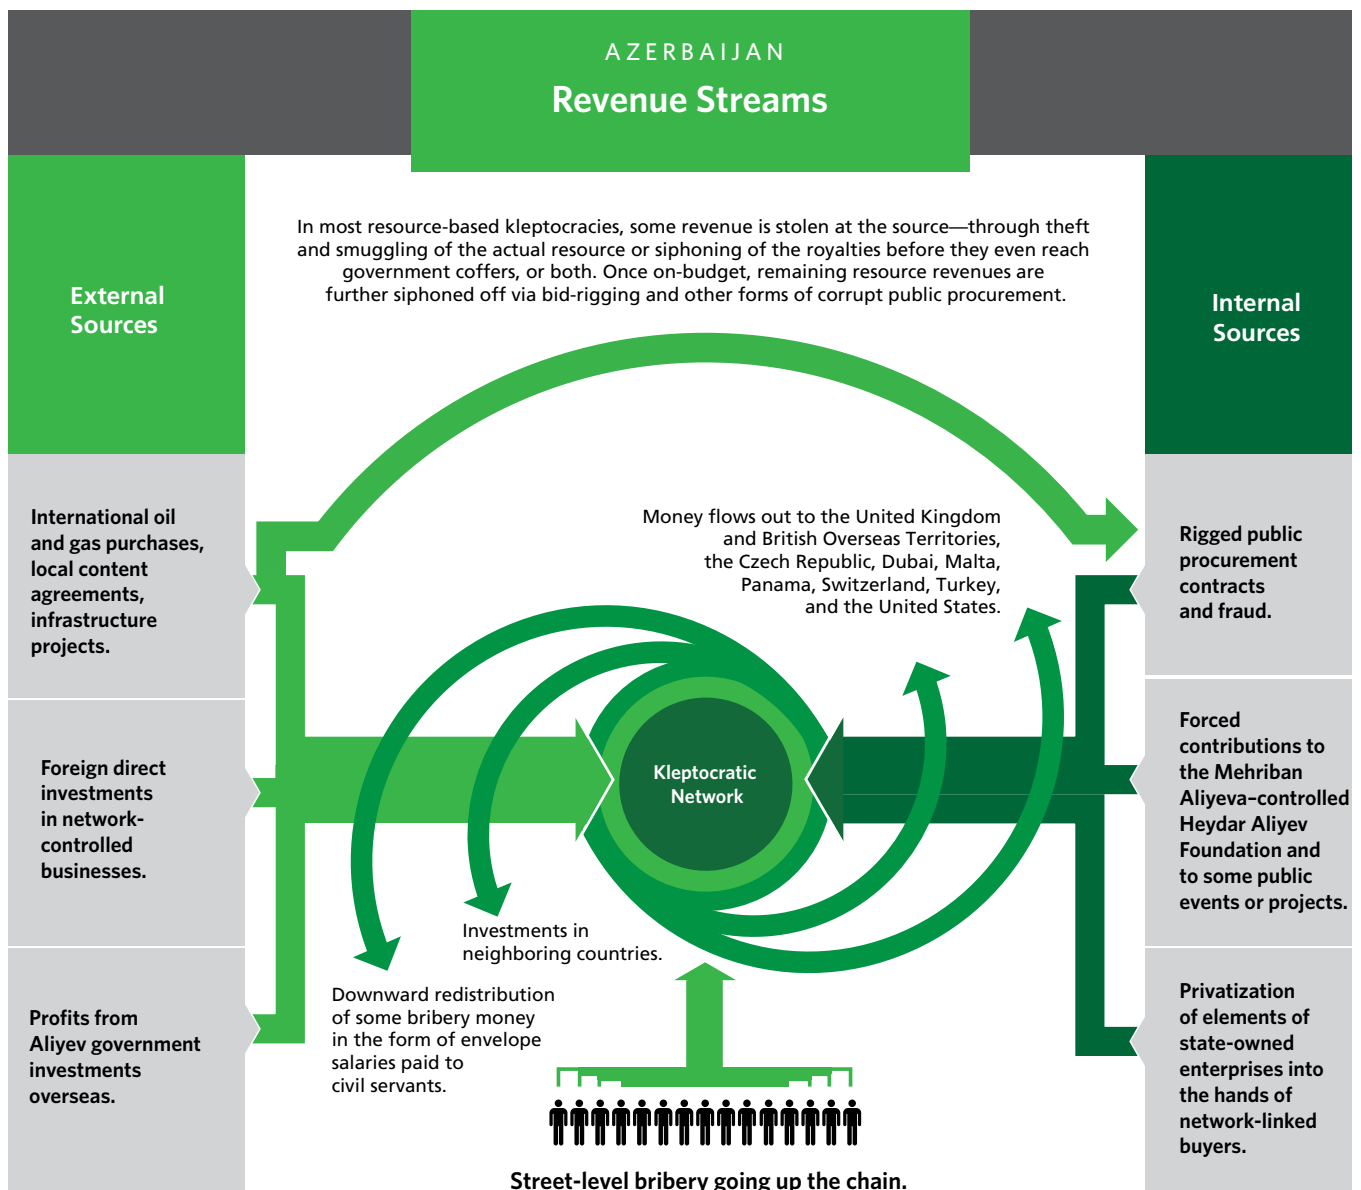 AZERBAIJAN
Revenue Streams
External
Sources
In most resource-based kleptocracies, some revenue is stolen at the source—through theft
and smuggling of the actual resource or siphoning of the royalties before they even reach
government coffers, or both. Once on-budget, remaining resource revenues are
further siphoned off via bid-rigging and other forms of corrupt public procurement.
Internal
Sources
International oil
and gas purchases,
local content
agreements,
infrastructure
projects.
Foreign direct
investments
in network-
controlled
businesses.
Profits from
Aliyev government
investments
overseas.
Money flows out to the United Kingdom
and British Overseas Territories,
the Czech Republic, Dubai, Malta,
Panama, Switzerland, Turkey,
and the United States.
Kleptocratic
Network
Investments in
neighboring countries.
Downward redistribution
of some bribery money
in the form of envelope
salaries paid to
civil servants.
Street-level bribery going up the chain.
Rigged public
procurement
contracts
and fraud.
Forced
contributions to
the Mehriban
Aliyeva–controlled
Heydar Aliyev
Foundation and
to some public
events or projects.
Privatization
of elements of
state-owned
enterprises into
the hands of
network-linked
buyers.